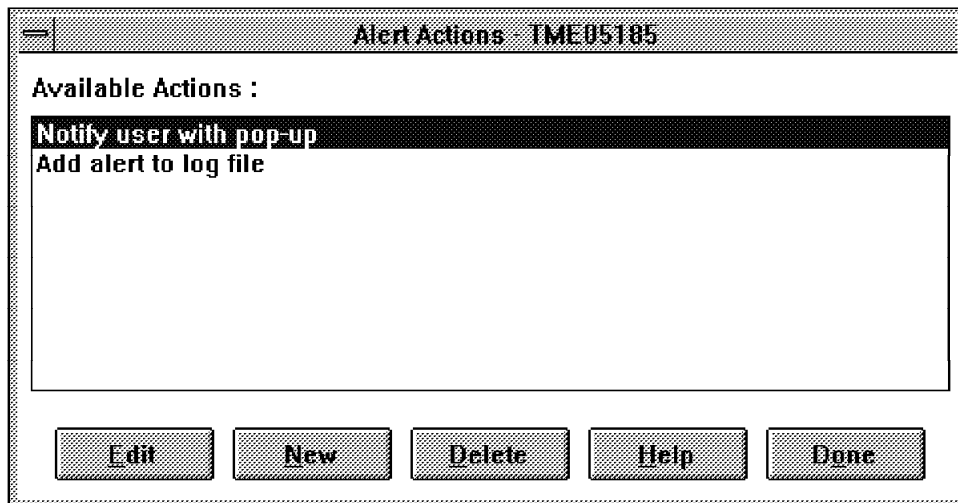 Alert Actions - TME05185
Available Actions :
Notify user with pop-up
Add alert to log file
Edit New Delete Help Done